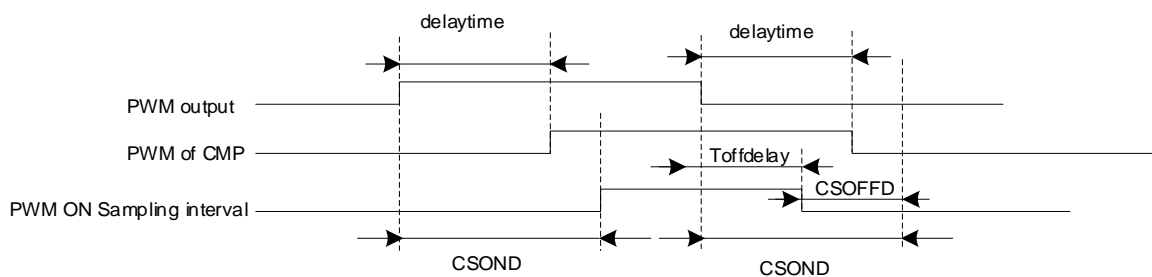 delaytime
delaytime
PWM output
PWM of CMP
Toffdelay
CSOFFD
PWM ON Sampling interval
CSOND
CSOND